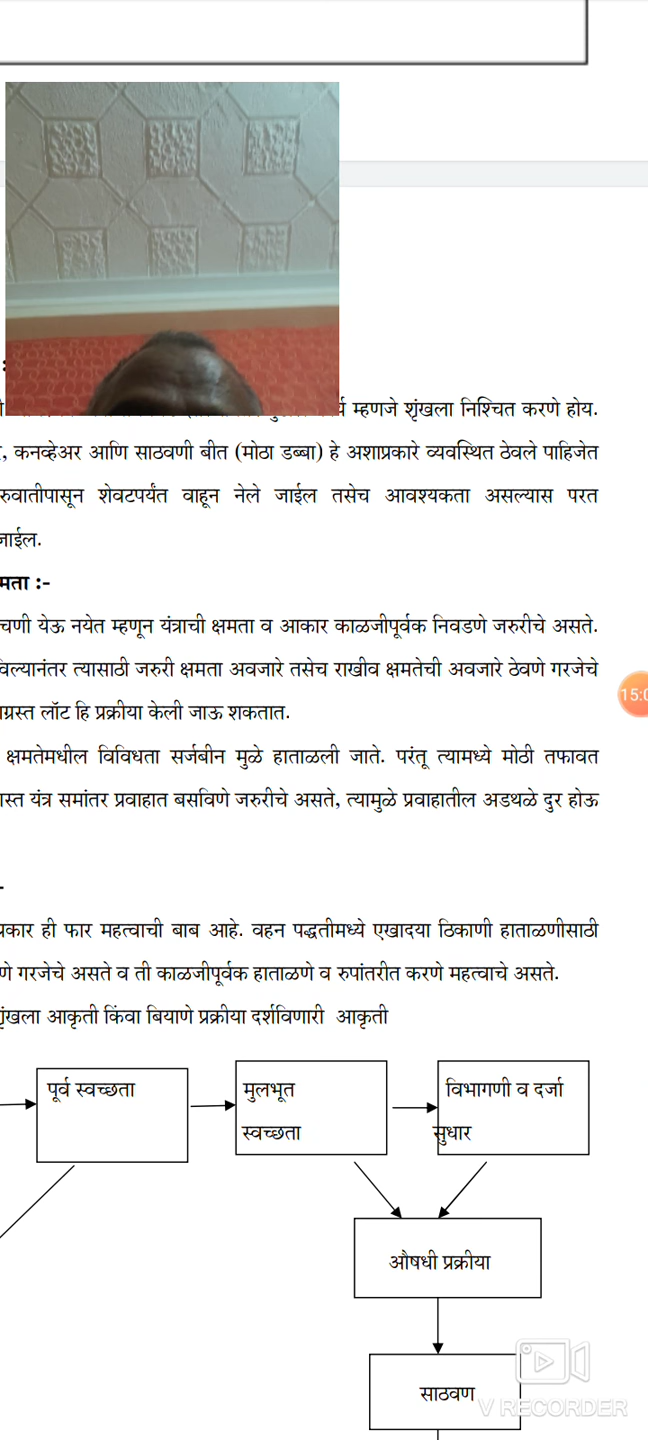 :
म्हणजे शृंखला निश्चित करणे होय.
, कनव्हेअर आणि साठवणी बीत (मोठा डब्बा) हे अशाप्रकारे व्यवस्थित ठेवले पाहिजेत
रुवातीपासून शेवटपर्यंत वाहून नेले जाईल तसेच आवश्यकता असल्यास परत
जाईल.
मता :-
चणी येऊ नयेत म्हणून यंत्राची क्षमता व आकार काळजीपूर्वक निवडणे जरुरीचे असते.
विल्यानंतर त्यासाठी जरुरी क्षमता अवजारे तसेच राखीव क्षमतेची अवजारे ठेवणे गरजेचे
ग्रस्त लॉट हि प्रक्रीया केली जाऊ शकतात.
क्षमतेमधील विविधता सर्जबीन मुळे हाताळली जाते. परंतू त्यामध्ये मोठी तफावत
स्त यंत्र समांतर प्रवाहात बसविणे जरुरीचे असते, त्यामुळे प्रवाहातील अडथळे दुर होऊ
-
प्रकार ही फार महत्वाची बाब आहे. वहन पद्धतीमध्ये एखादया ठिकाणी हाताळणीसाठी
णे गरजेचे असते व ती काळजीपूर्वक हाताळणे व रुपांतरीत करणे महत्वाचे असते.
शृंखला आकृती किंवा बियाणे प्रक्रीया दर्शविणारी आकृती
पूर्व स्वच्छता
मुलभूत
स्वच्छता
विभागणी व दर्जा
सुधार
औषधी प्रक्रीया
साठवण
15:0
V RECORDER